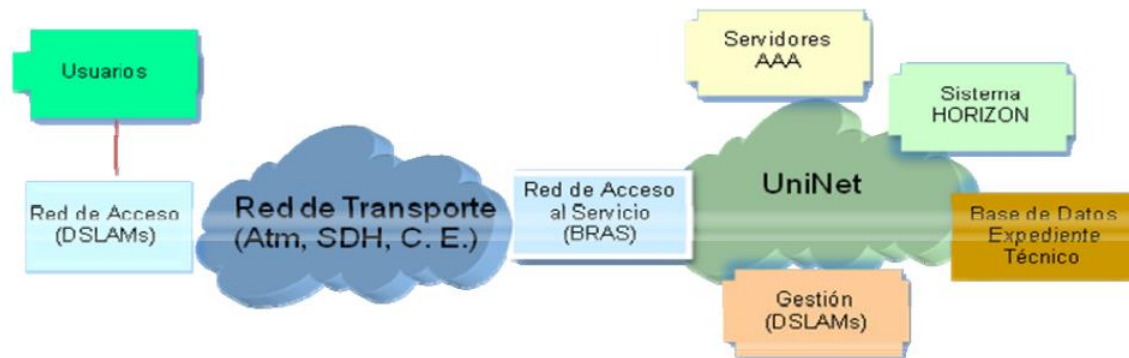 Usuarios
Red de Acceso
(DSLAMs)
Red de Transporte
(Atm, SDH, C. E.)
Red de Acceso
al Servicio
(BRAS)
Servidores
AAA
UniNet
Sistema
HORIZON
Base de Datos
Expediente
Técnico
Gestión
(DSLAMs)